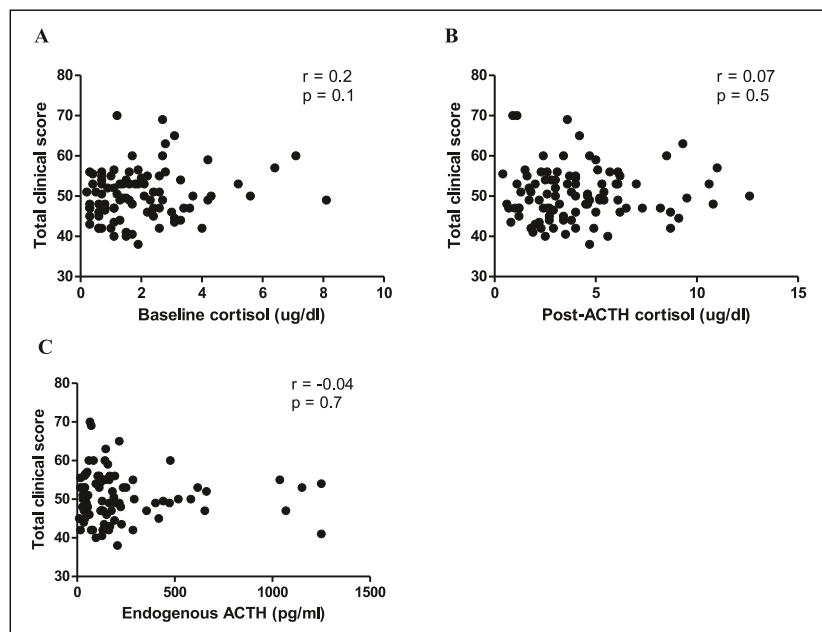 A
r = 0.2
p = 0.1
Total clinical score
80
70
60
50
40
30
0 2 4 6 8 10
Baseline cortisol (ug/dl)
B
r = 0.07
p = 0.5
Total clinical score
80
70
60
50
40
30
0 5 10 15
Post-ACTH cortisol (ug/dl)
C
r = -0.04
p = 0.7
Total clinical score
80
70
60
50
40
30
0 500 1000 1500
Endogenous ACTH (pg/ml)